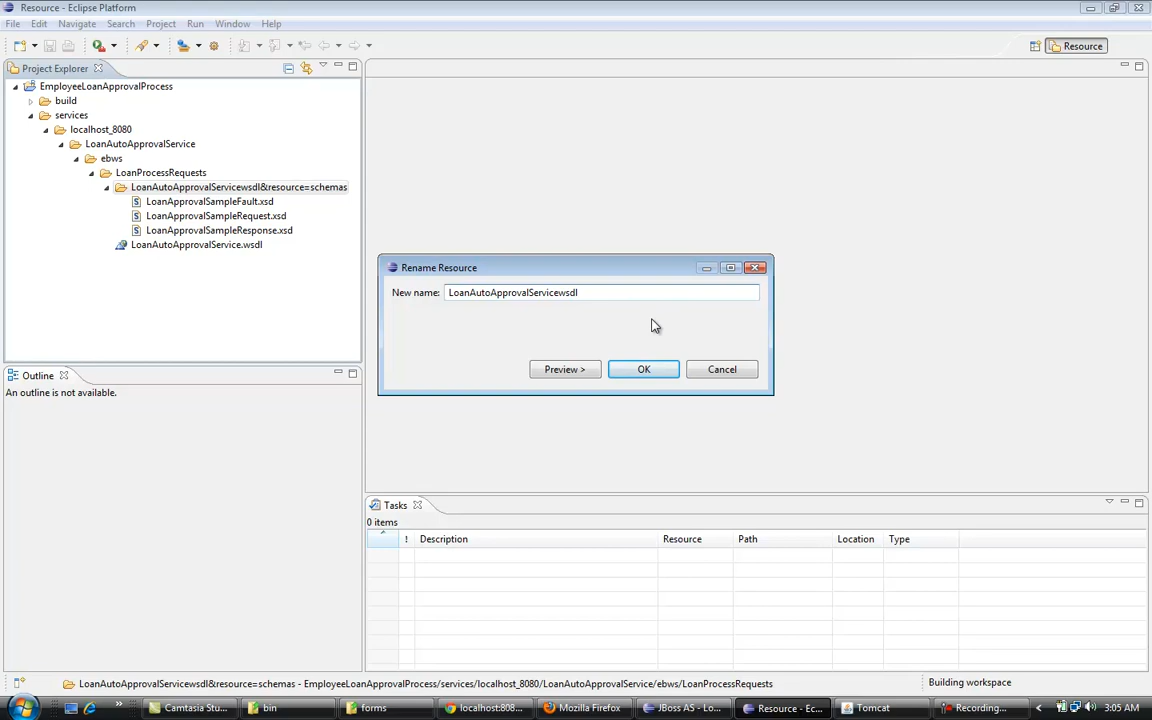 Resource - Eclipse Platform
File Edit Navigate Search Project Run Window Help
Resource
Project Explorer
EmployeeLoanApprovalProcess
build
services
localhost_8080
LoanAutoApprovalService
ebws
LoanProcessRequests
LoanAutoApprovalServicewsdl&resource=schemas
LoanApprovalSampleFault.xsd
LoanApprovalSampleRequest.xsd
LoanApprovalSampleResponse.xsd
LoanAutoApprovalService.wsdl
Rename Resource
New name: LoanAutoApprovalServicewsdl
Preview > OK Cancel
Outline
An outline is not available.
Tasks
0 items
! Description Resource Path Location Type
LoanAutoApprovalServicewsdl&resource=schemas - EmployeeLoanApprovalProcess/services/localhost_8080/LoanAutoApprovalService/ebws/LoanProcessRequests
Building workspace
Camtasia Stu... bin forms localhost:808... Mozilla Firefox JBoss AS - Lo... Resource - Ec... Tomcat Recording... 3:05 AM